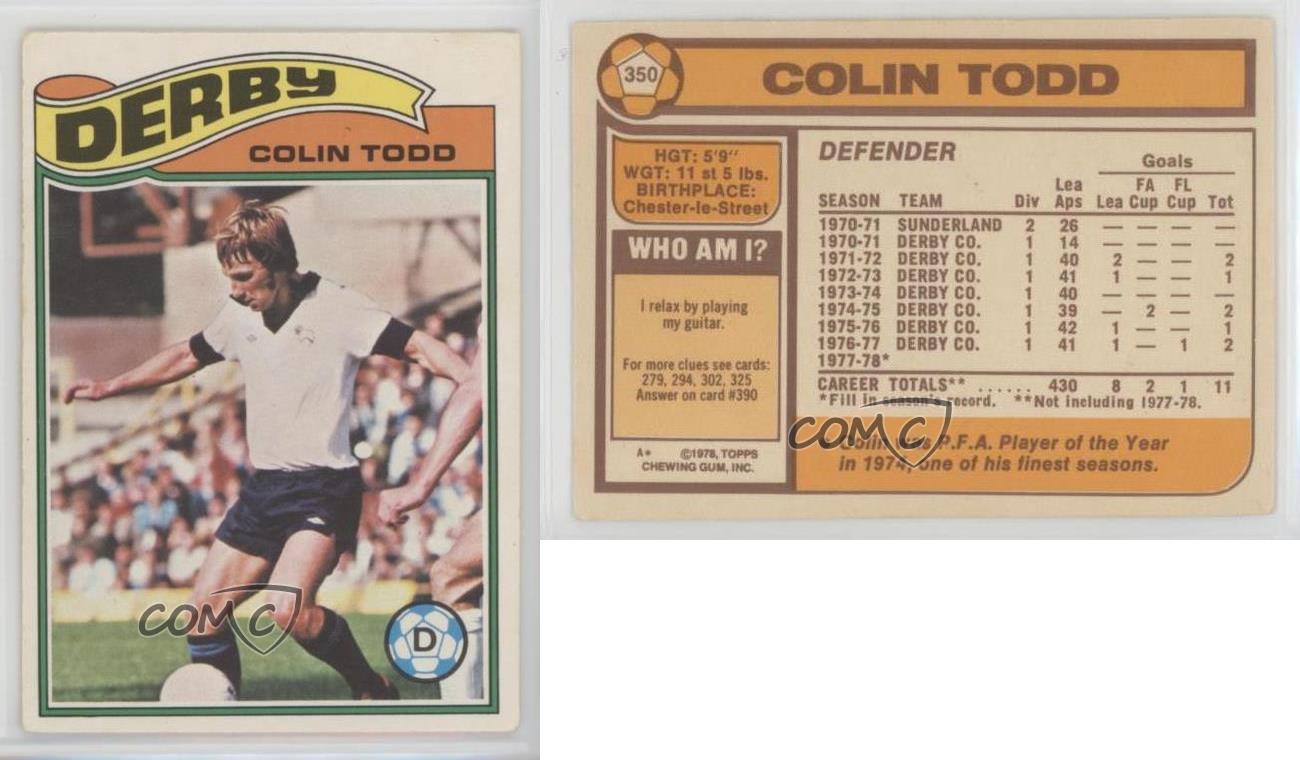 DERBY
COLIN TODD
D
COMC
350
COLIN TODD
HGT: 5'9''
WGT: 11 st 5 lbs.
BIRTHPLACE:
Chester-le-Street
WHO AM I?
I relax by playing
my guitar.
For more clues see cards:
279, 294, 302, 325
Answer on card #390
A* ©1978, TOPPS
CHEWING GUM, INC.
DEFENDER
Goals
Lea FA FL
SEASON TEAM Div Aps Lea Cup Cup Tot
1970-71 SUNDERLAND 2 26 — — — —
1970-71 DERBY CO. 1 14 — — — —
1971-72 DERBY CO. 1 40 2 — — 2
1972-73 DERBY CO. 1 41 1 — — 1
1973-74 DERBY CO. 1 40 — — — —
1974-75 DERBY CO. 1 39 — 2 — 2
1975-76 DERBY CO. 1 42 1 — — 1
1976-77 DERBY CO. 1 41 1 — 1 2
1977-78*
CAREER TOTALS** ...... 430 8 2 1 11
*Fill in season's record. **Not including 1977-78.
COMC
• Colin was P.F.A. Player of the Year
in 1974, one of his finest seasons.